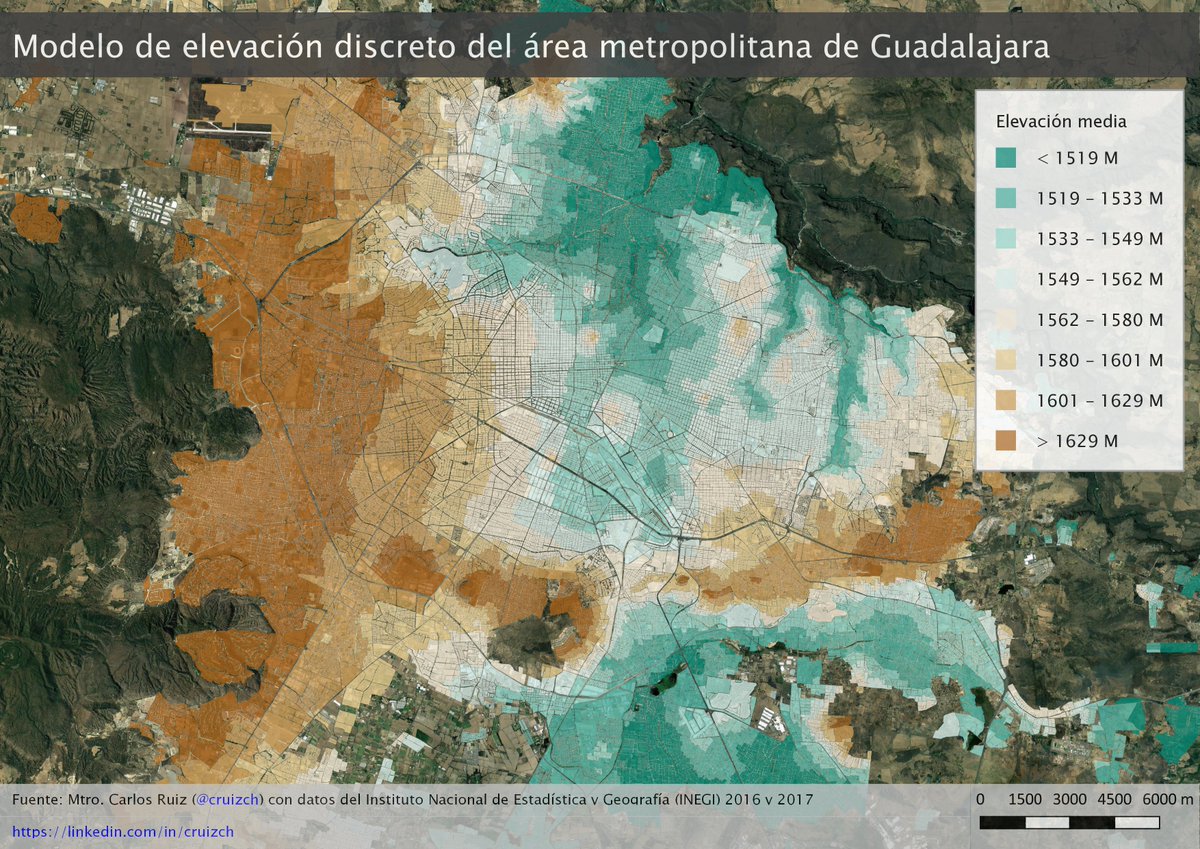 Modelo de elevación discreto del área metropolitana de Guadalajara
Elevación media
< 1519 M
1519 – 1533 M
1533 – 1549 M
1549 – 1562 M
1562 – 1580 M
1580 – 1601 M
1601 – 1629 M
> 1629 M
Fuente: Mtro. Carlos Ruiz (@cruizch) con datos del Instituto Nacional de Estadística y Geografía (INEGI) 2016 y 2017
https://linkedin.com/in/cruizch
0 1500 3000 4500 6000 m